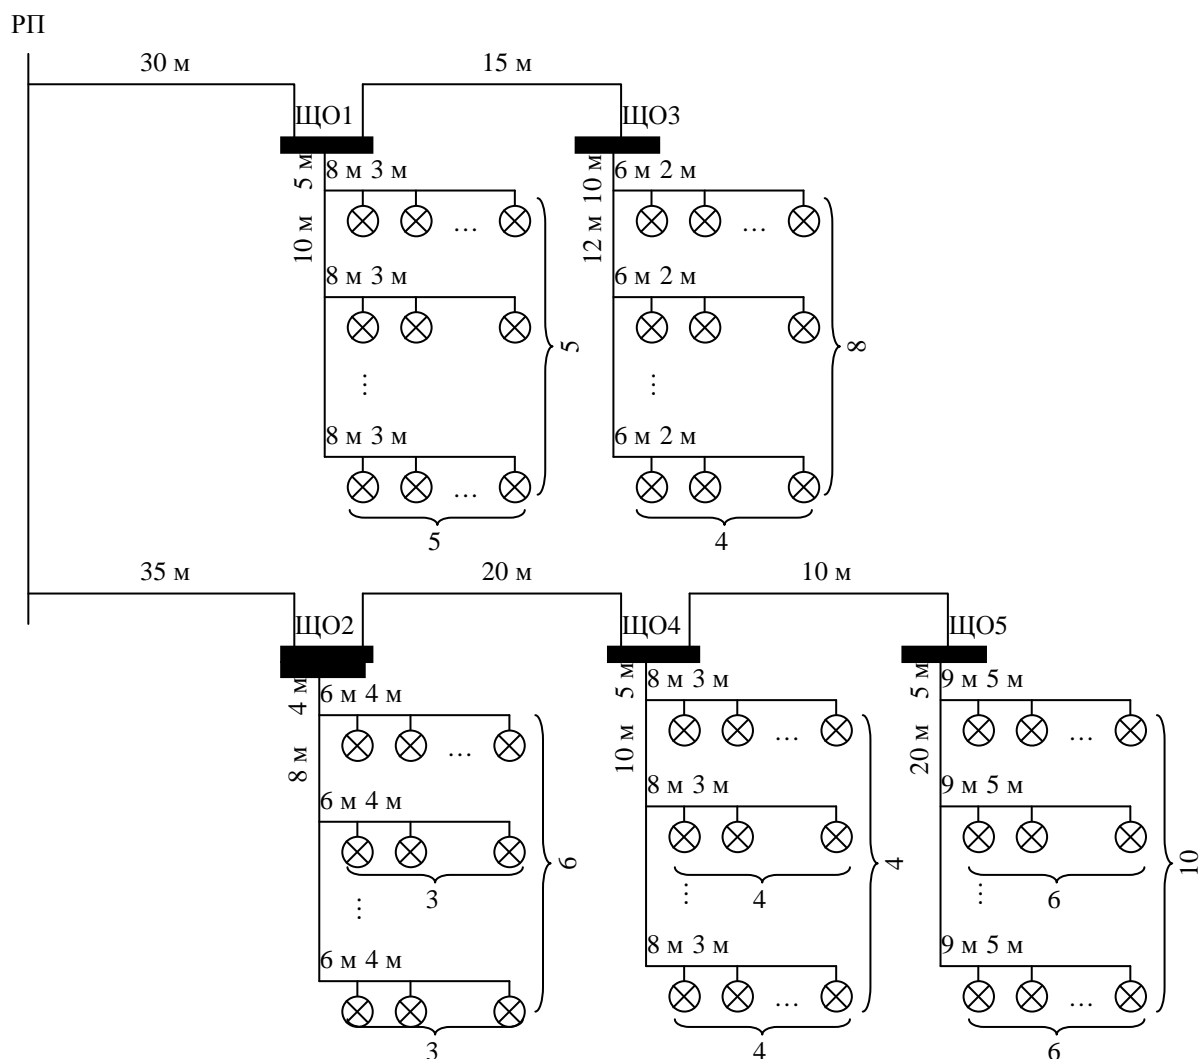 РП
30 м
15 м
ЩО1
ЩО3
5 м
8 м 3 м
10 м
6 м 2 м
10 м
12 м
...
...
8 м 3 м
6 м 2 м
5
8
...
...
8 м 3 м
6 м 2 м
...
5
4
35 м
20 м
10 м
ЩО2
ЩО4
ЩО5
4 м
6 м 4 м
5 м
8 м 3 м
5 м
9 м 5 м
8 м
...
10 м
...
20 м
...
6 м 4 м
8 м 3 м
9 м 5 м
6
4
10
3
4
6
...
...
...
6 м 4 м
8 м 3 м
9 м 5 м
...
...
3
4
6